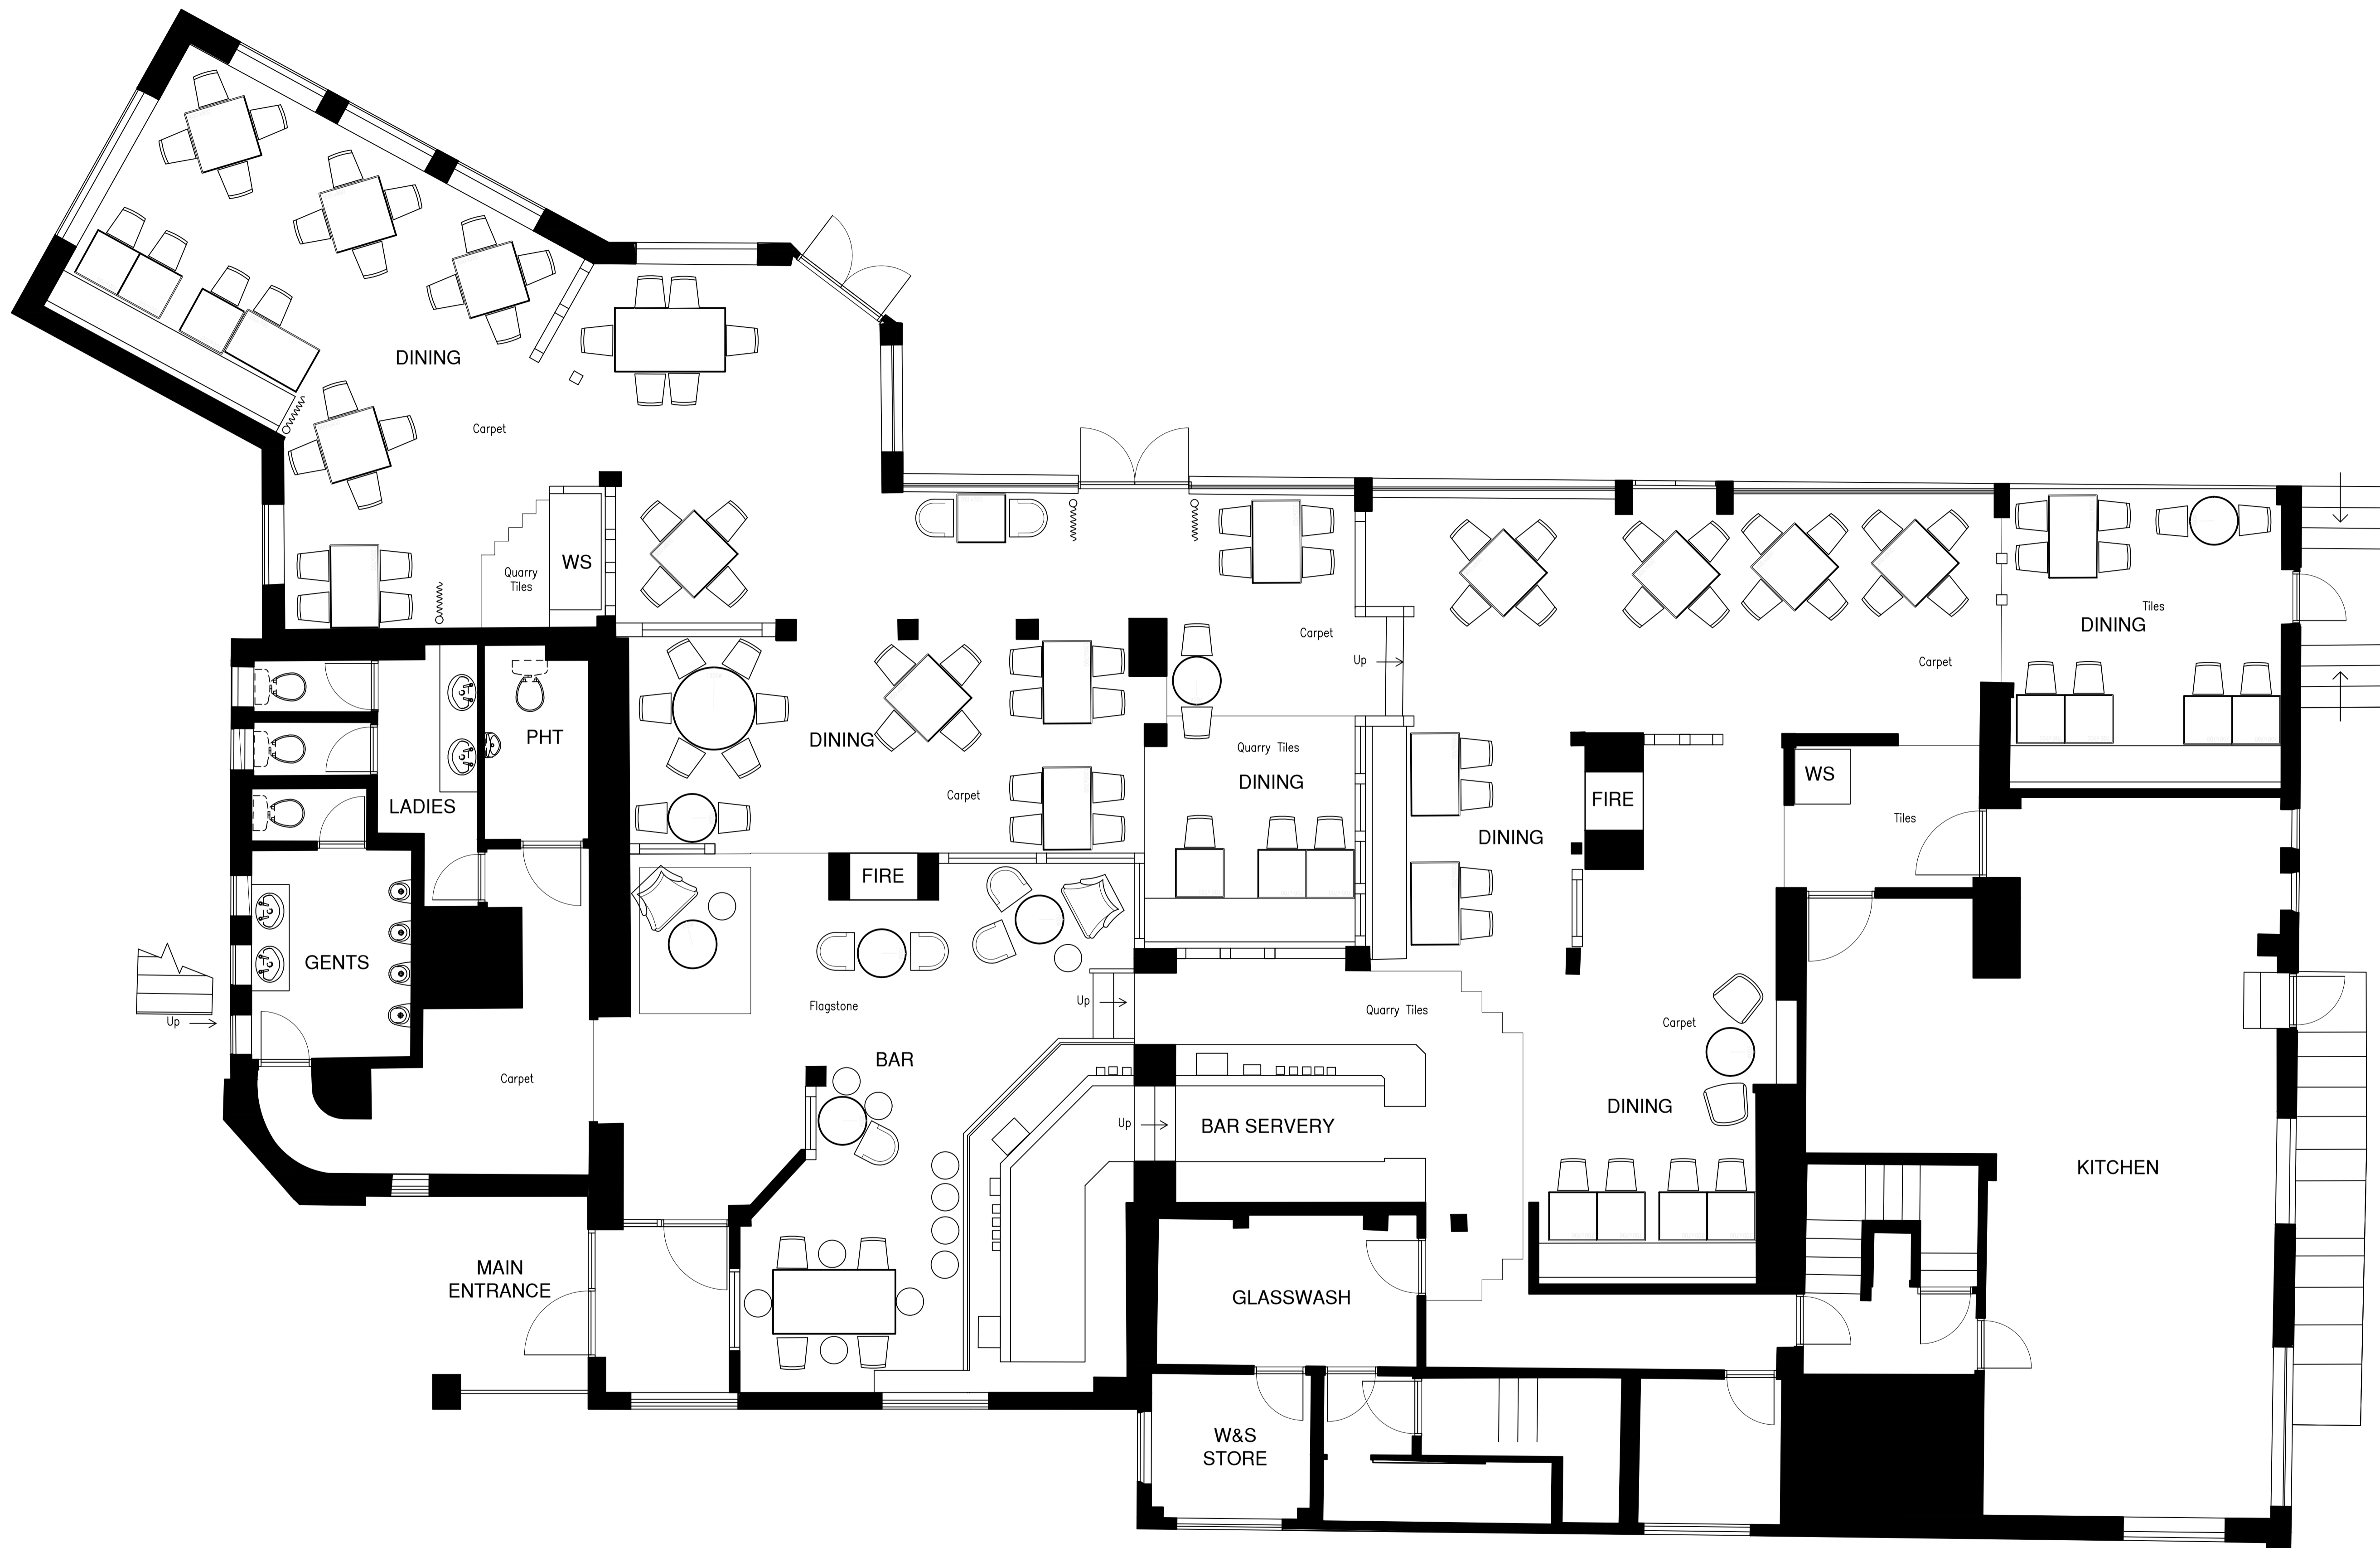 DINING
Carpet
Quarry
Tiles
WS
Carpet
Up
Tiles
DINING
Carpet
PHT
LADIES
DINING
Carpet
Quarry Tiles
DINING
DINING
FIRE
WS
Tiles
FIRE
GENTS
Up
Flagstone
Up
Quarry Tiles
Carpet
BAR
Carpet
Up
BAR SERVERY
DINING
KITCHEN
MAIN
ENTRANCE
GLASSWASH
W&S
STORE